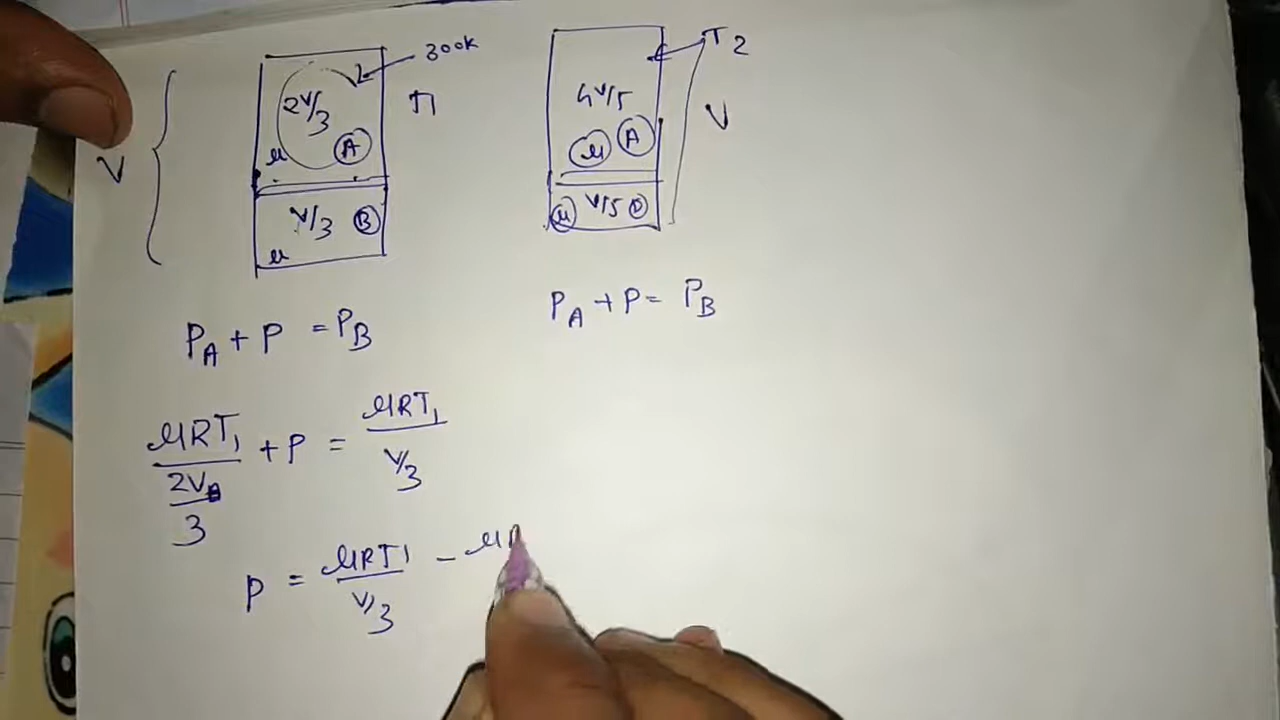 300k
2V/3
T1
A
μ
V
V/3 B
μ
T2
4V/5
V
μ A
μ V/5
PA + P = PB
PA + P = PB
μRT1 / (2V/3) + P = μRT1 / (V/3)
P = μRT1 / (V/3) - μR